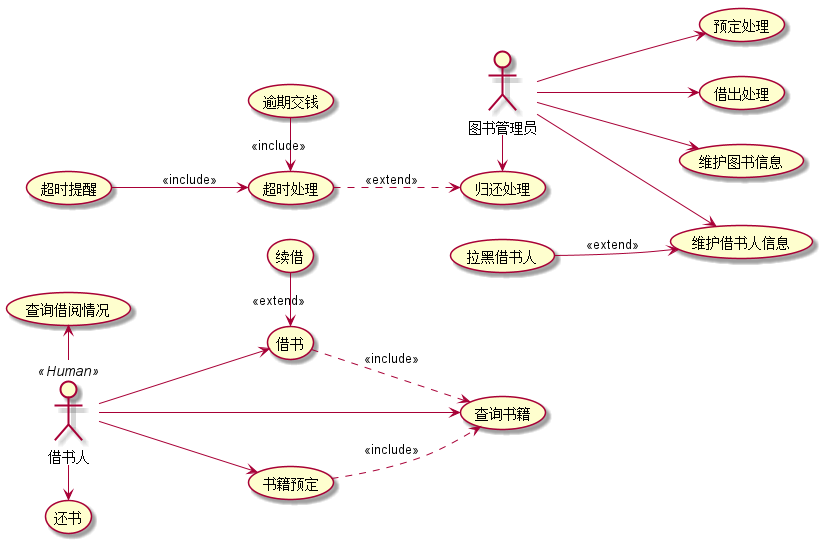 预定处理
逾期交钱
借出处理
图书管理员
«include»
维护图书信息
超时提醒
«include»
超时处理
«extend»
归还处理
续借
拉黑借书人
«extend»
维护借书人信息
«extend»
查询借阅情况
借书
«include»
«Human»
查询书籍
借书人
«include»
书籍预定
还书